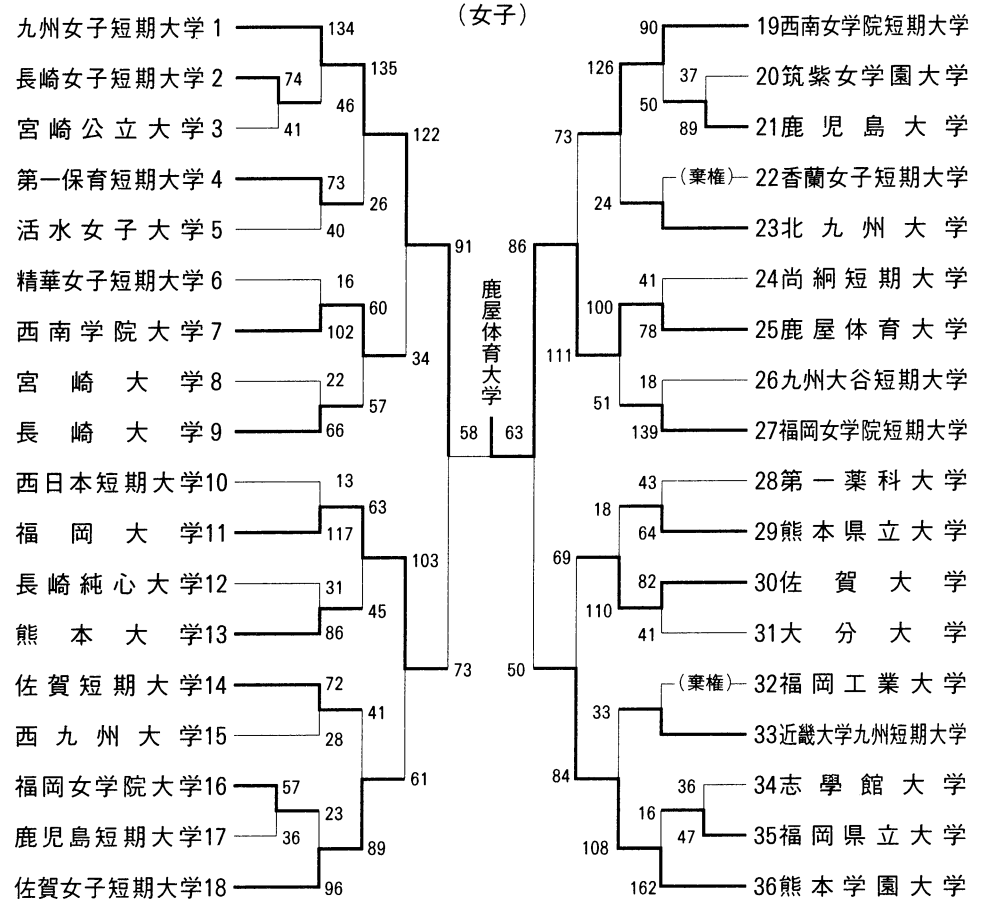 （女子）
九州女子短期大学 1
長崎女子短期大学 2
宮崎公立大学 3
第一保育短期大学 4
活水女子大学 5
精華女子短期大学 6
西南学院大学 7
宮崎大学 8
長崎大学 9
西日本短期大学 10
福岡大学 11
長崎純心大学 12
熊本大学 13
佐賀短期大学 14
西九州大学 15
福岡女学院大学 16
鹿児島短期大学 17
佐賀女子短期大学 18
134
74
46
41
135
73
26
40
122
16
60
102
34
22
57
66
91
13
63
117
103
31
45
86
72
41
28
61
57
23
36
89
96
73
58
鹿屋体育大学
63
86
50
90
126
37
50
89
73
（棄権）
24
41
100
78
111
18
51
139
43
18
64
69
82
110
41
（棄権）
33
84
36
16
47
108
162
19 西南女学院短期大学
20 筑紫女学園大学
21 鹿児島大学
22 香蘭女子短期大学
23 北九州大学
24 尚絅短期大学
25 鹿屋体育大学
26 九州大谷短期大学
27 福岡女学院短期大学
28 第一薬科大学
29 熊本県立大学
30 佐賀大学
31 大分大学
32 福岡工業大学
33 近畿大学九州短期大学
34 志學館大学
35 福岡県立大学
36 熊本学園大学